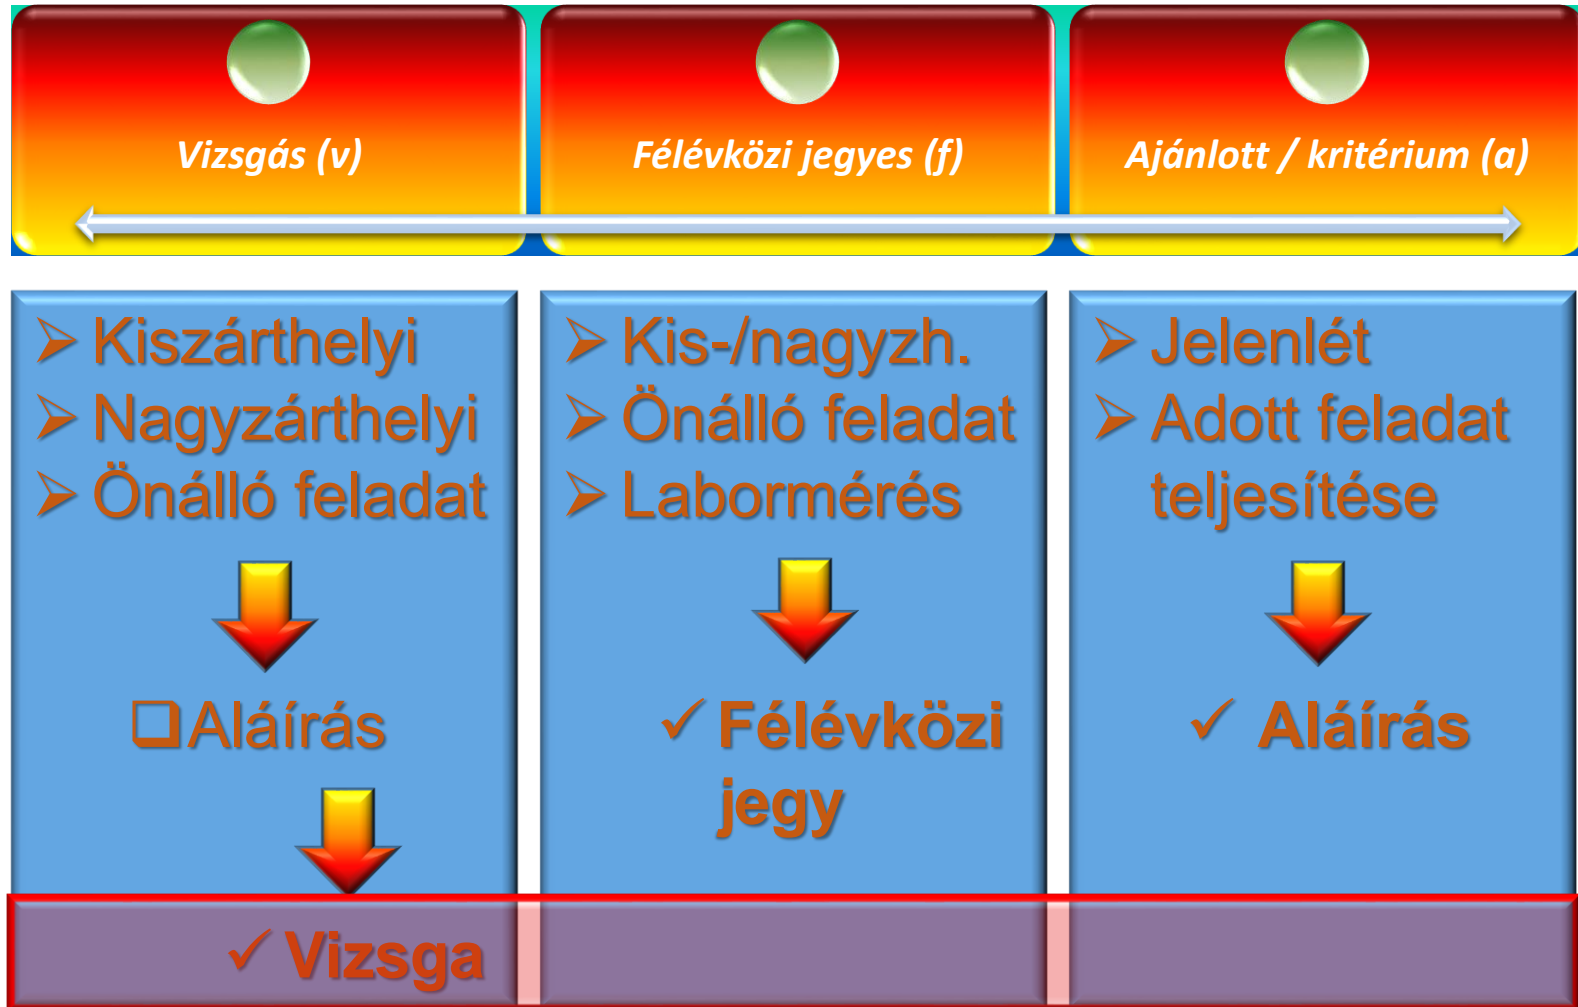 Vizsgás (v)
Félévközi jegyes (f)
Ajánlott / kritérium (a)
Kiszárthelyi
Nagyzárthelyi
Önálló feladat
Aláírás
Vizsga
Kis-/nagyzh.
Önálló feladat
Labormérés
Félévközi
jegy
Jelenlét
Adott feladat
teljesítése
Aláírás